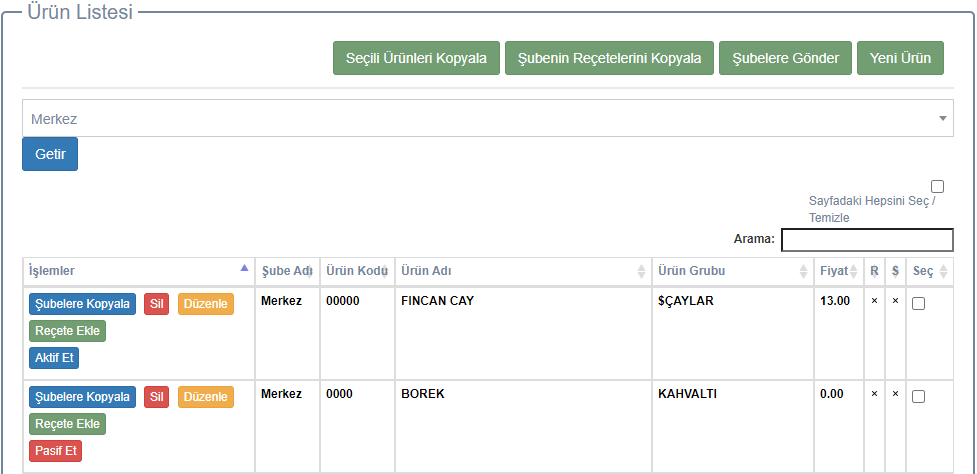 Ürün Listesi
Seçili Ürünleri Kopyala Şubenin Reçetelerini Kopyala Şubelere Gönder Yeni Ürün
Merkez
Getir
Sayfadaki Hepsini Seç /
Temizle
Arama:
İşlemler Şube Adı Ürün Kodu Ürün Adı Ürün Grubu Fiyat R Ş Seç
Şubelere Kopyala Sil Düzenle Merkez 00000 FINCAN CAY $ÇAYLAR 13.00 × ×
Reçete Ekle
Aktif Et
Şubelere Kopyala Sil Düzenle Merkez 0000 BOREK KAHVALTI 0.00 × ×
Reçete Ekle
Pasif Et